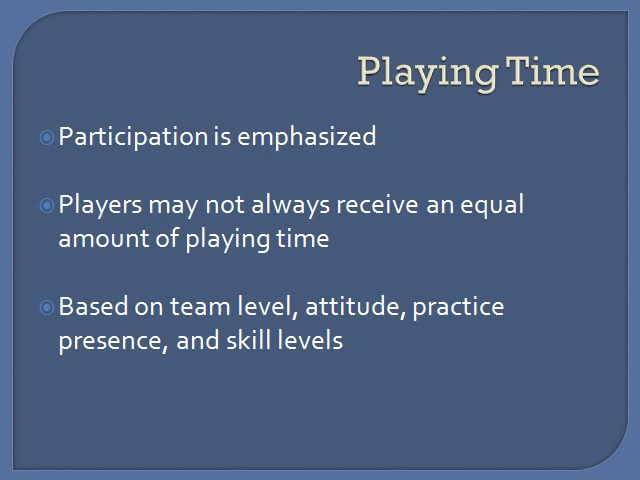 Playing Time
Participation is emphasized
Players may not always receive an equal
amount of playing time
Based on team level, attitude, practice
presence, and skill levels